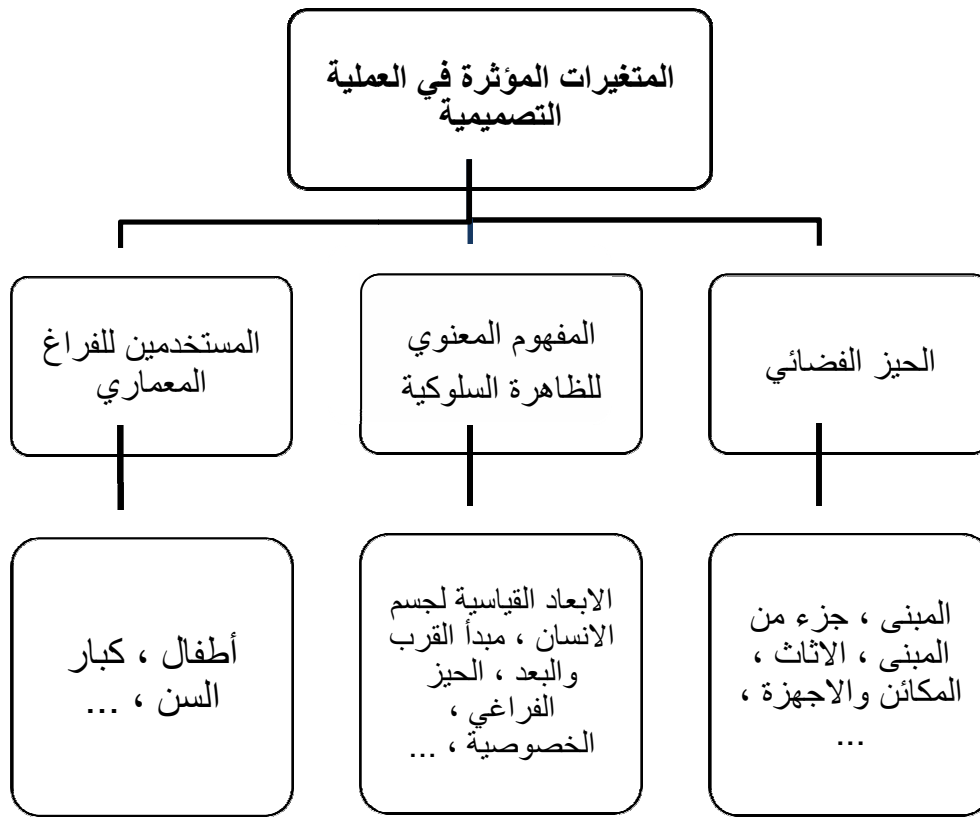 المتغيرات المؤثرة في العملية
التصميمية
الحيز الفضائي
المفهوم المعنوي
للظاهرة السلوكية
المستخدمين للفراغ
المعماري
المبنى ، جزء من
المبنى ، الاثاث ،
المكائن والاجهزة ،
...
الابعاد القياسية لجسم
الانسان ، مبدأ القرب
والبعد ، الحيز
الفراغي ،
الخصوصية ، ...
أطفال ، كبار
السن ، ...